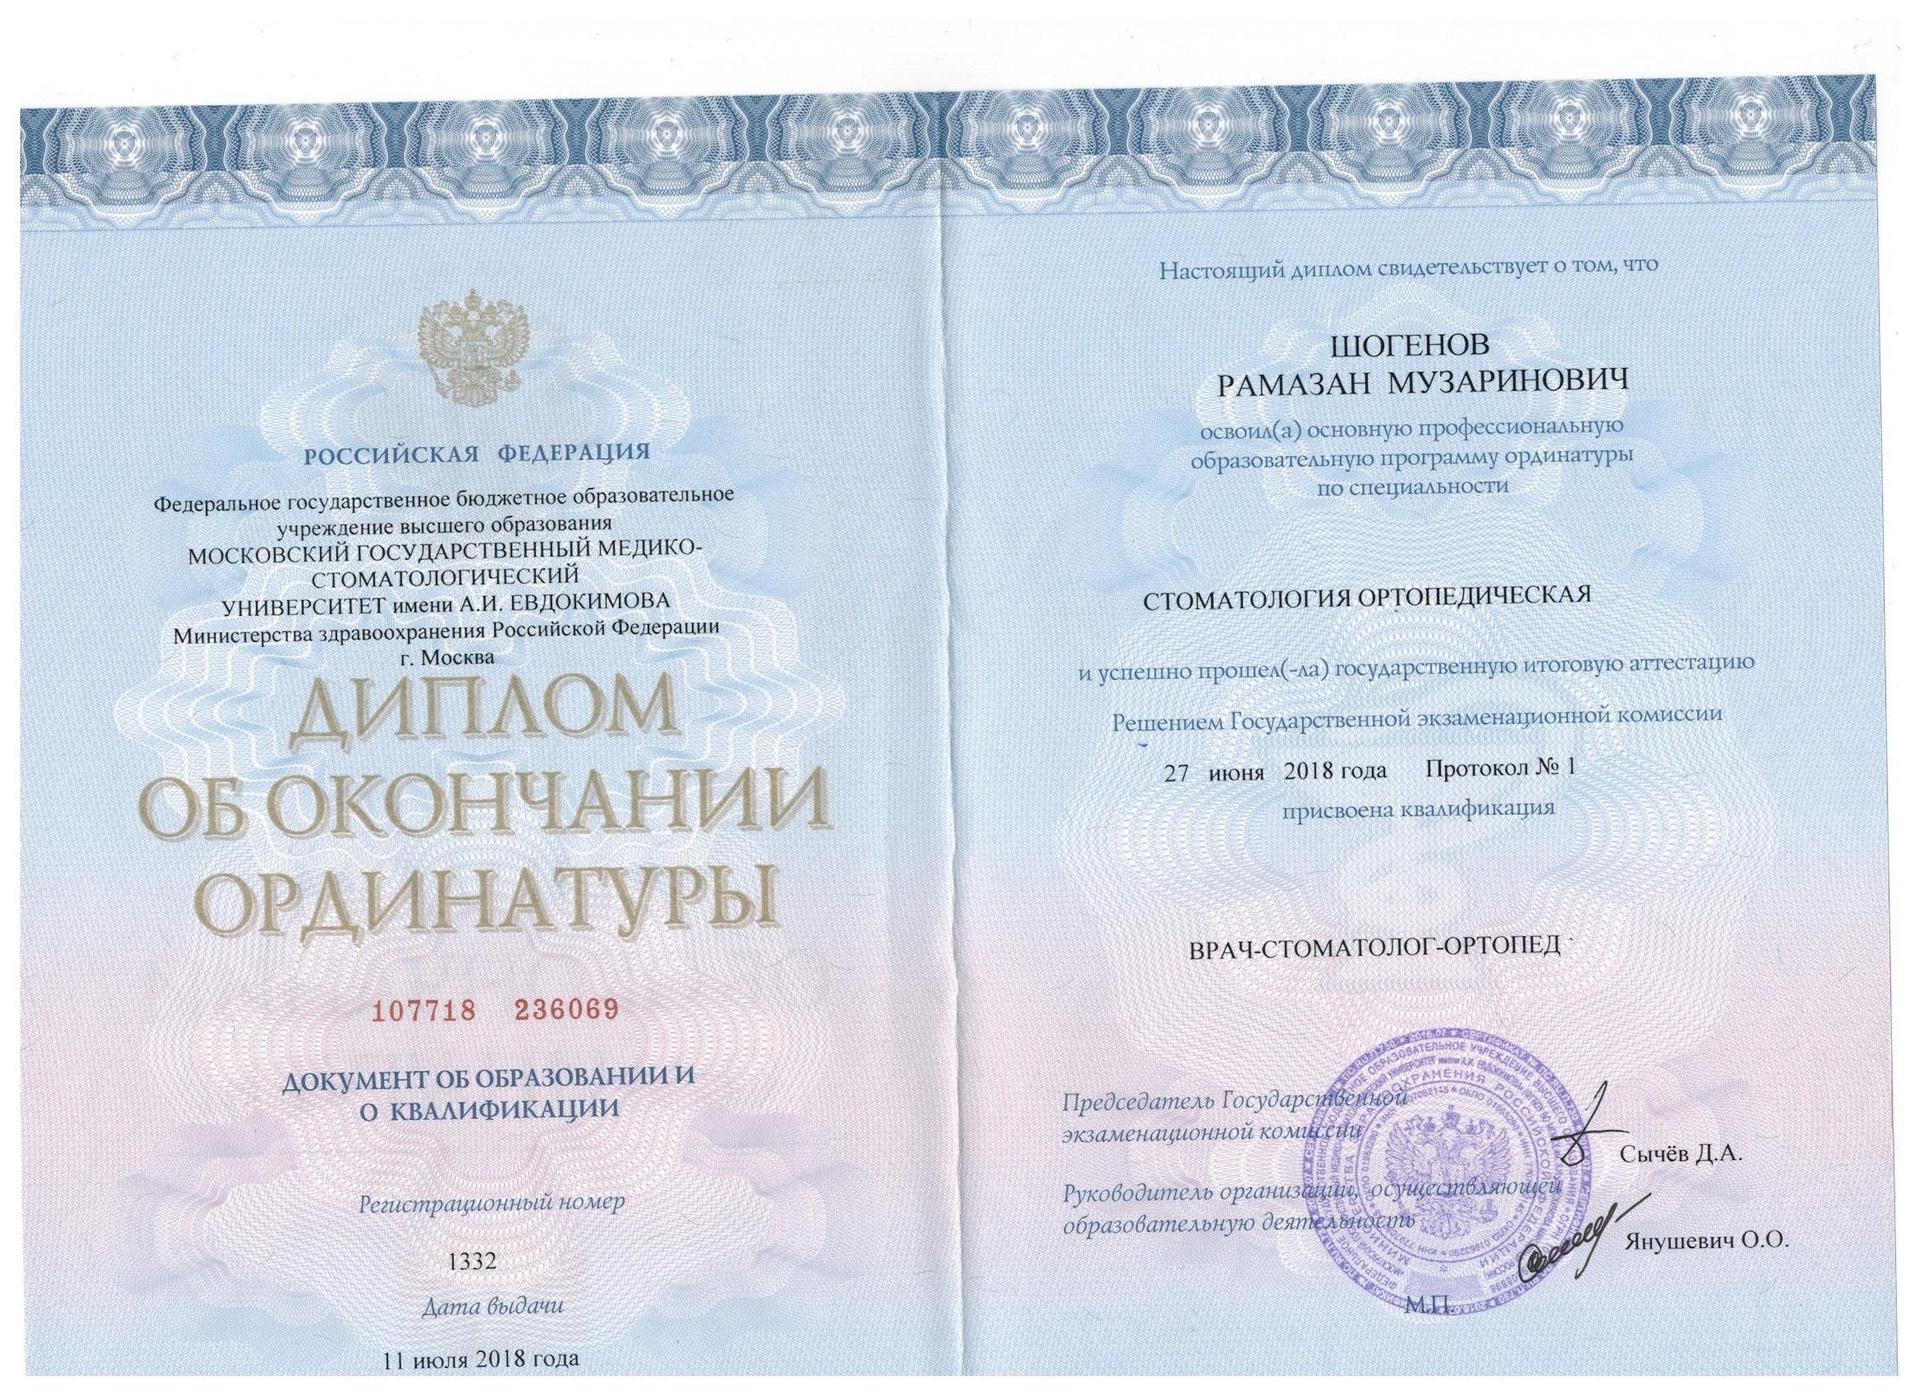 РОССИЙСКАЯ ФЕДЕРАЦИЯ
Федеральное государственное бюджетное образовательное
учреждение высшего образования
МОСКОВСКИЙ ГОСУДАРСТВЕННЫЙ МЕДИКО-
СТОМАТОЛОГИЧЕСКИЙ
УНИВЕРСИТЕТ имени А.И. ЕВДОКИМОВА
Министерства здравоохранения Российской Федерации
г. Москва
ДИПЛОМ
ОБ ОКОНЧАНИИ
ОРДИНАТУРЫ
107718 236069
ДОКУМЕНТ ОБ ОБРАЗОВАНИИ И
О КВАЛИФИКАЦИИ
Регистрационный номер
1332
Дата выдачи
11 июля 2018 года
Настоящий диплом свидетельствует о том, что
ШОГЕНОВ
РАМАЗАН МУЗАРИНОВИЧ
освоил(а) основную профессиональную
образовательную программу ординатуры
по специальности
СТОМАТОЛОГИЯ ОРТОПЕДИЧЕСКАЯ
и успешно прошел(-ла) государственную итоговую аттестацию
Решением Государственной экзаменационной комиссии
27 июня 2018 года Протокол № 1
присвоена квалификация
ВРАЧ-СТОМАТОЛОГ-ОРТОПЕД
Председатель Государственной
экзаменационной комиссии
Сычёв Д.А.
Руководитель организации, осуществляющей
образовательную деятельность
Янушевич О.О.
М.П.